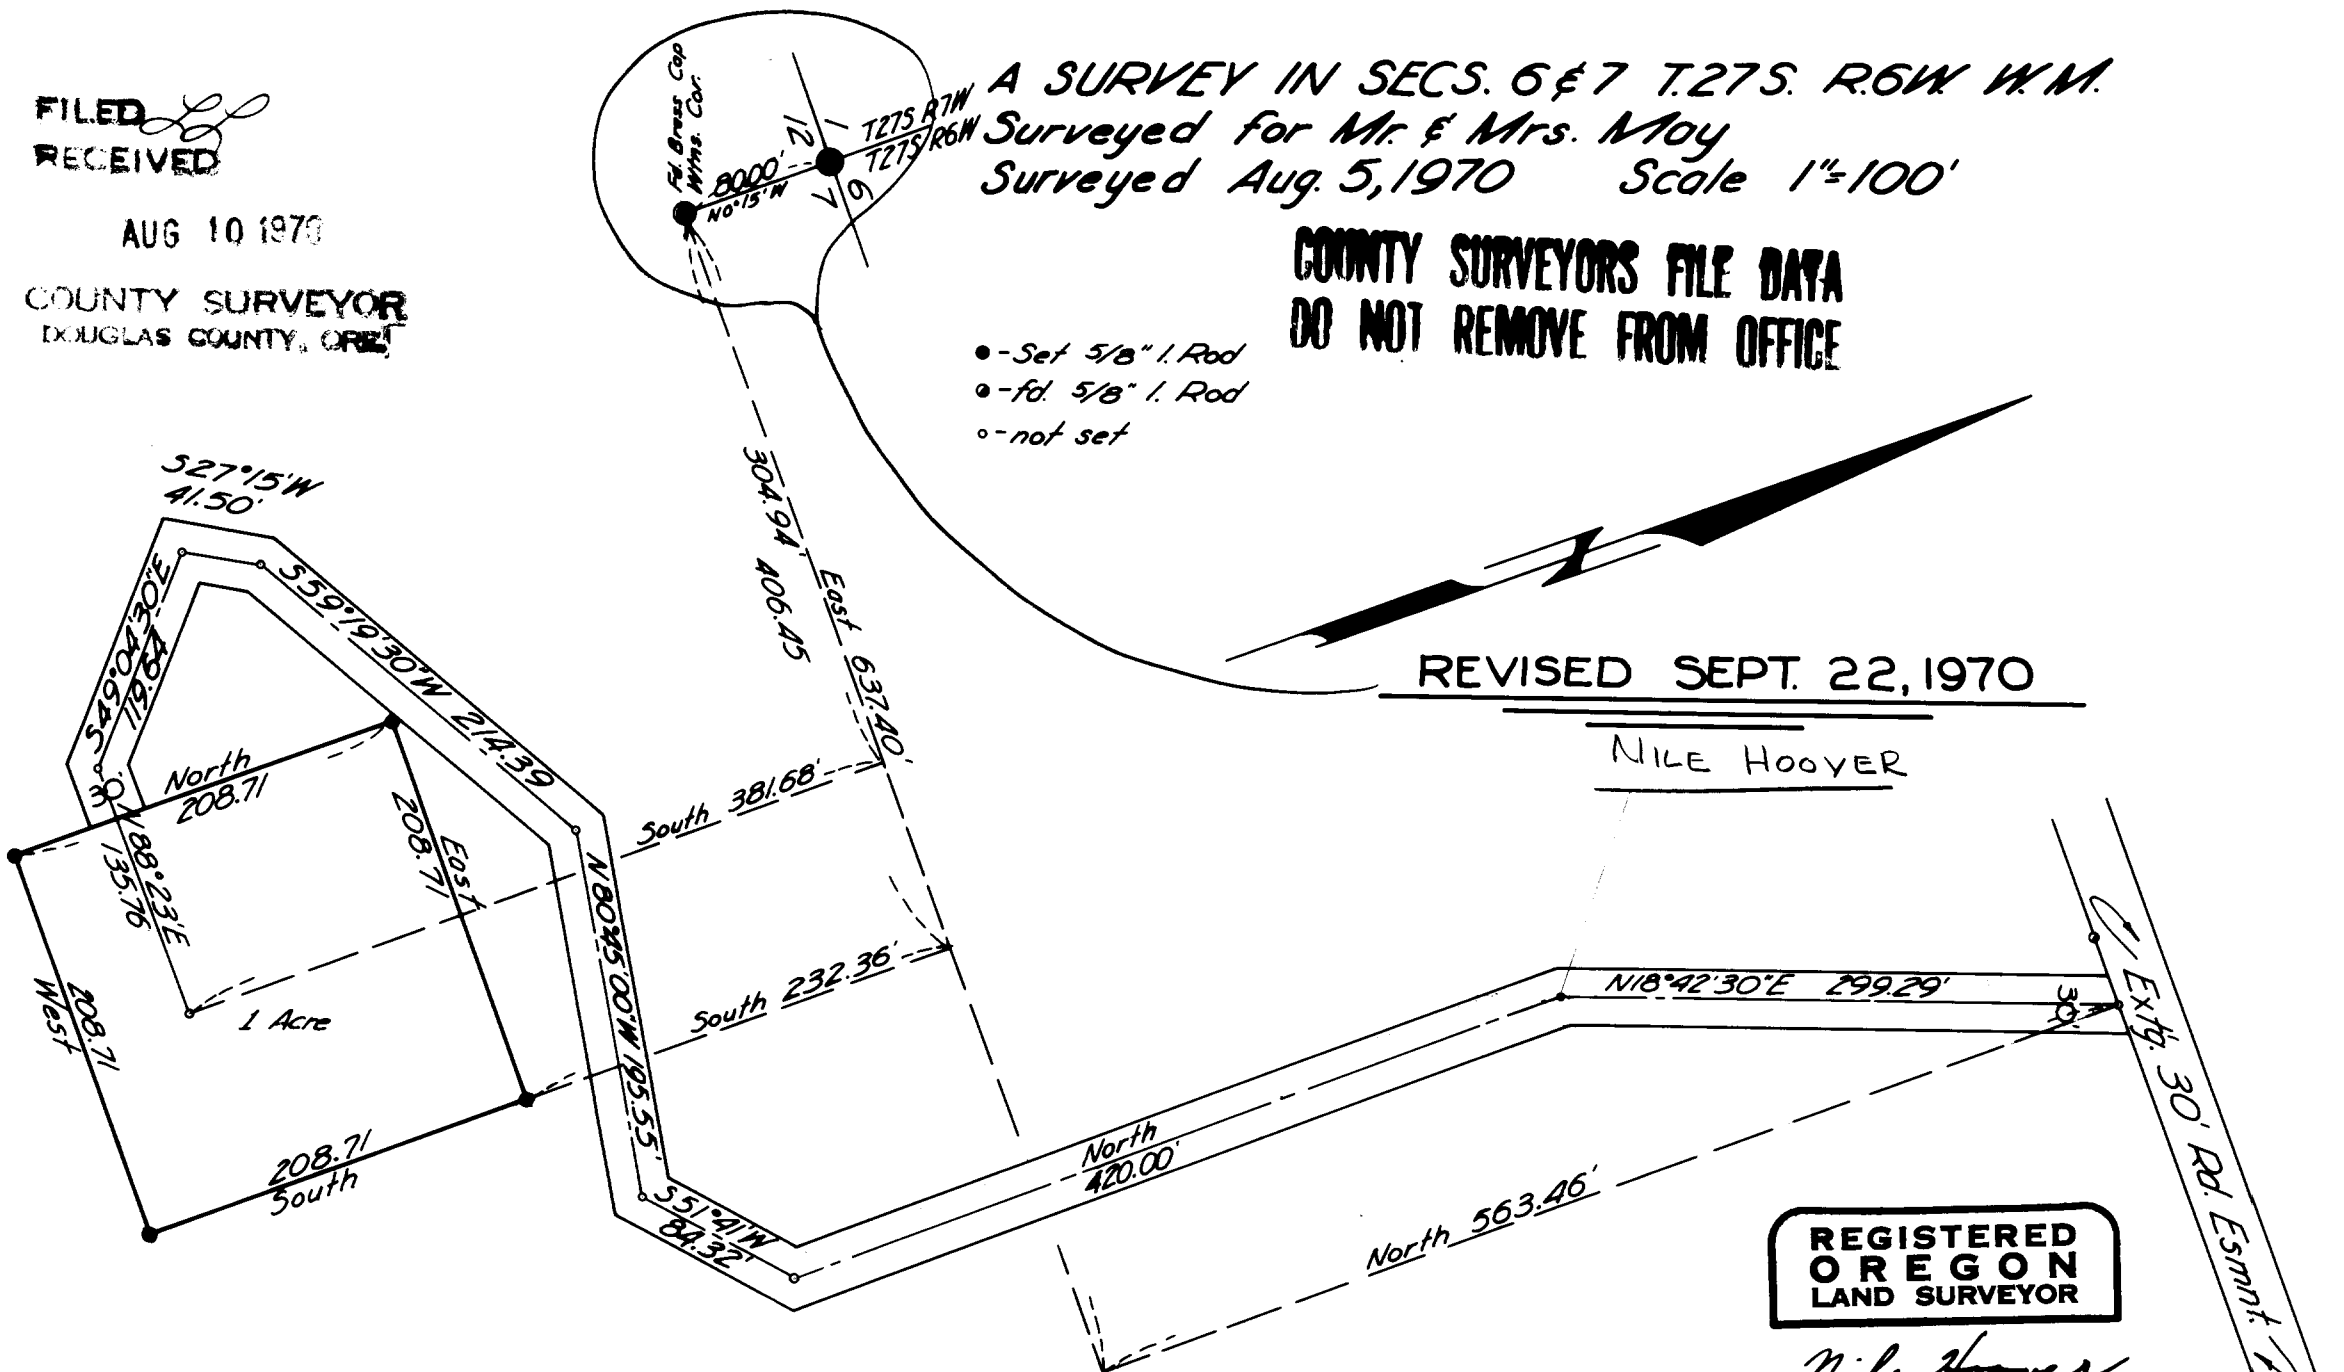 FILED
RECEIVED
AUG 10 1970
COUNTY SURVEYOR
DOUGLAS COUNTY, ORE.
A SURVEY IN SECS. 6 & 7 T.27S. R.6W. W.M.
Surveyed for Mr. & Mrs. May
Surveyed Aug. 5, 1970 Scale 1"=100'
COUNTY SURVEYORS FILE DATA
DO NOT REMOVE FROM OFFICE
Fd. Brass Cap
Wtns. Cor.
12
T27S R7W
T27S R6W
80.00'
N0°15'W
7
6
●-Set 5/8" I. Rod
-fd. 5/8" I. Rod
○-not set
REVISED SEPT. 22, 1970
NILE HOOVER
S27°15'W
41.50'
S49°04'30"E
119.64
S59°19'30"W 214.39
304.94'
406.45
East 637.40'
North
208.71
30'
188°23'E
135.76
East
208.71
208.71
West
1 Acre
208.71
South
South 381.68'
South 232.36'
N80°45'00"W 195.55'
S51°41'W
84.32'
North
420.00'
N18°42'30"E 299.29'
30'
North 563.46'
Extg. 30' Rd. Esmnt.
REGISTERED
OREGON
LAND SURVEYOR
Nile Hoover